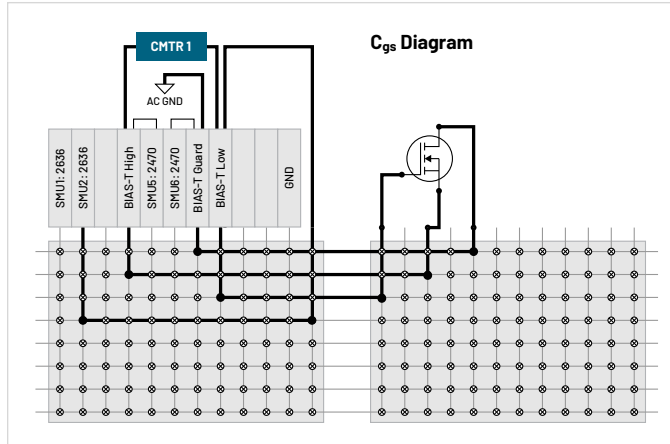 CMTR 1
Cgs Diagram
AC GND
SMU1: 2636
SMU2: 2636
BIAS-T High
SMU5: 2470
SMU6: 2470
BIAS-T Guard
BIAS-T Low
GND